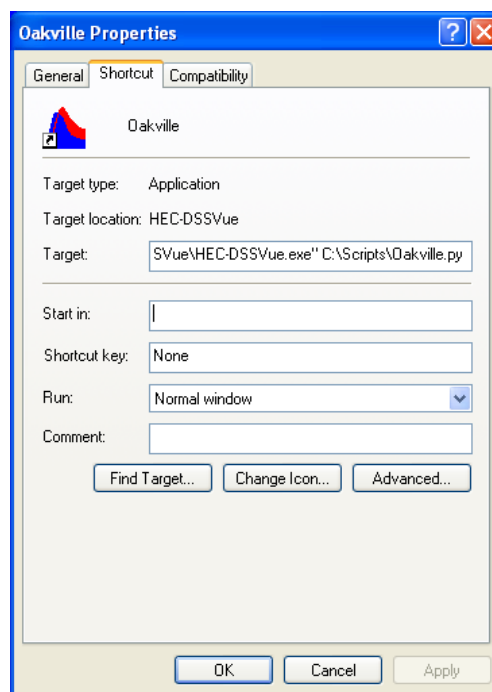 Oakville Properties
General Shortcut Compatibility
Oakville
Target type: Application
Target location: HEC-DSSVue
Target: SVue\HEC-DSSVue.exe" C:\Scripts\Oakville.py
Start in:
Shortcut key: None
Run: Normal window
Comment:
Find Target... Change Icon... Advanced...
OK Cancel Apply